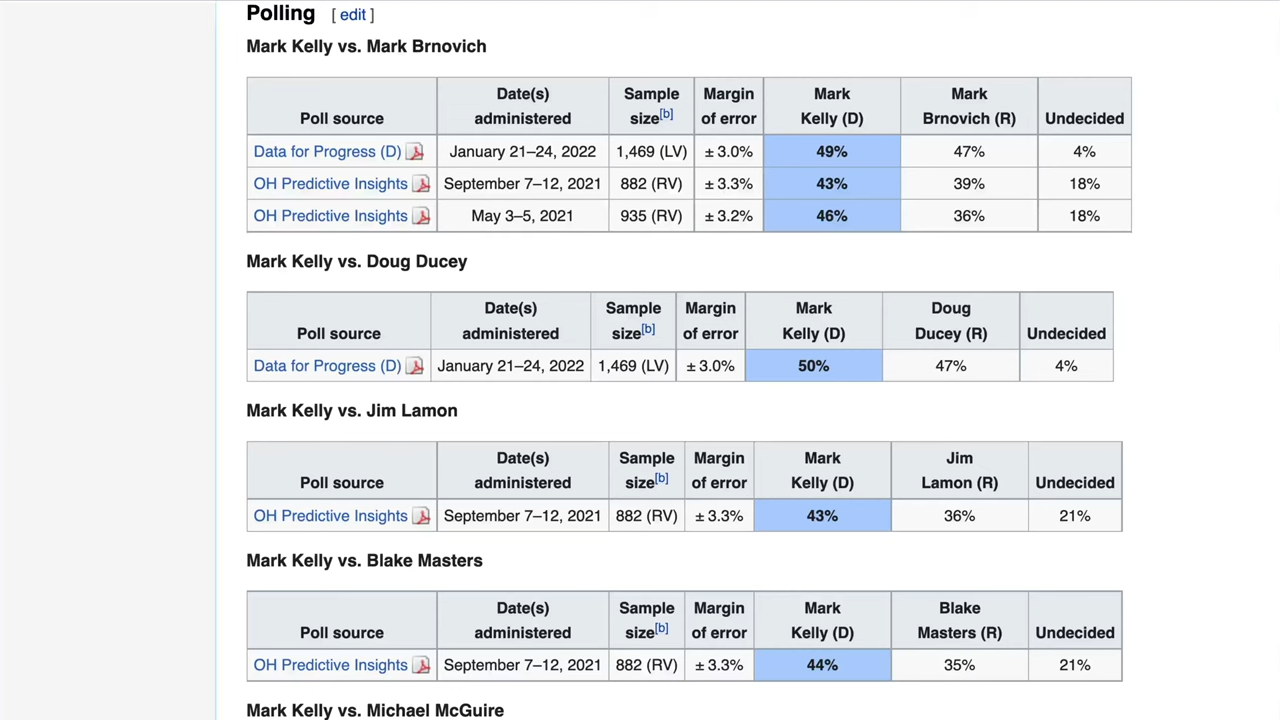 Polling [ edit ]
Mark Kelly vs. Mark Brnovich
Poll source Date(s) administered Sample size[b] Margin of error Mark Kelly (D) Mark Brnovich (R) Undecided
Data for Progress (D) January 21–24, 2022 1,469 (LV) ± 3.0% 49% 47% 4%
OH Predictive Insights September 7–12, 2021 882 (RV) ± 3.3% 43% 39% 18%
OH Predictive Insights May 3–5, 2021 935 (RV) ± 3.2% 46% 36% 18%
Mark Kelly vs. Doug Ducey
Poll source Date(s) administered Sample size[b] Margin of error Mark Kelly (D) Doug Ducey (R) Undecided
Data for Progress (D) January 21–24, 2022 1,469 (LV) ± 3.0% 50% 47% 4%
Mark Kelly vs. Jim Lamon
Poll source Date(s) administered Sample size[b] Margin of error Mark Kelly (D) Jim Lamon (R) Undecided
OH Predictive Insights September 7–12, 2021 882 (RV) ± 3.3% 43% 36% 21%
Mark Kelly vs. Blake Masters
Poll source Date(s) administered Sample size[b] Margin of error Mark Kelly (D) Blake Masters (R) Undecided
OH Predictive Insights September 7–12, 2021 882 (RV) ± 3.3% 44% 35% 21%
Mark Kelly vs. Michael McGuire